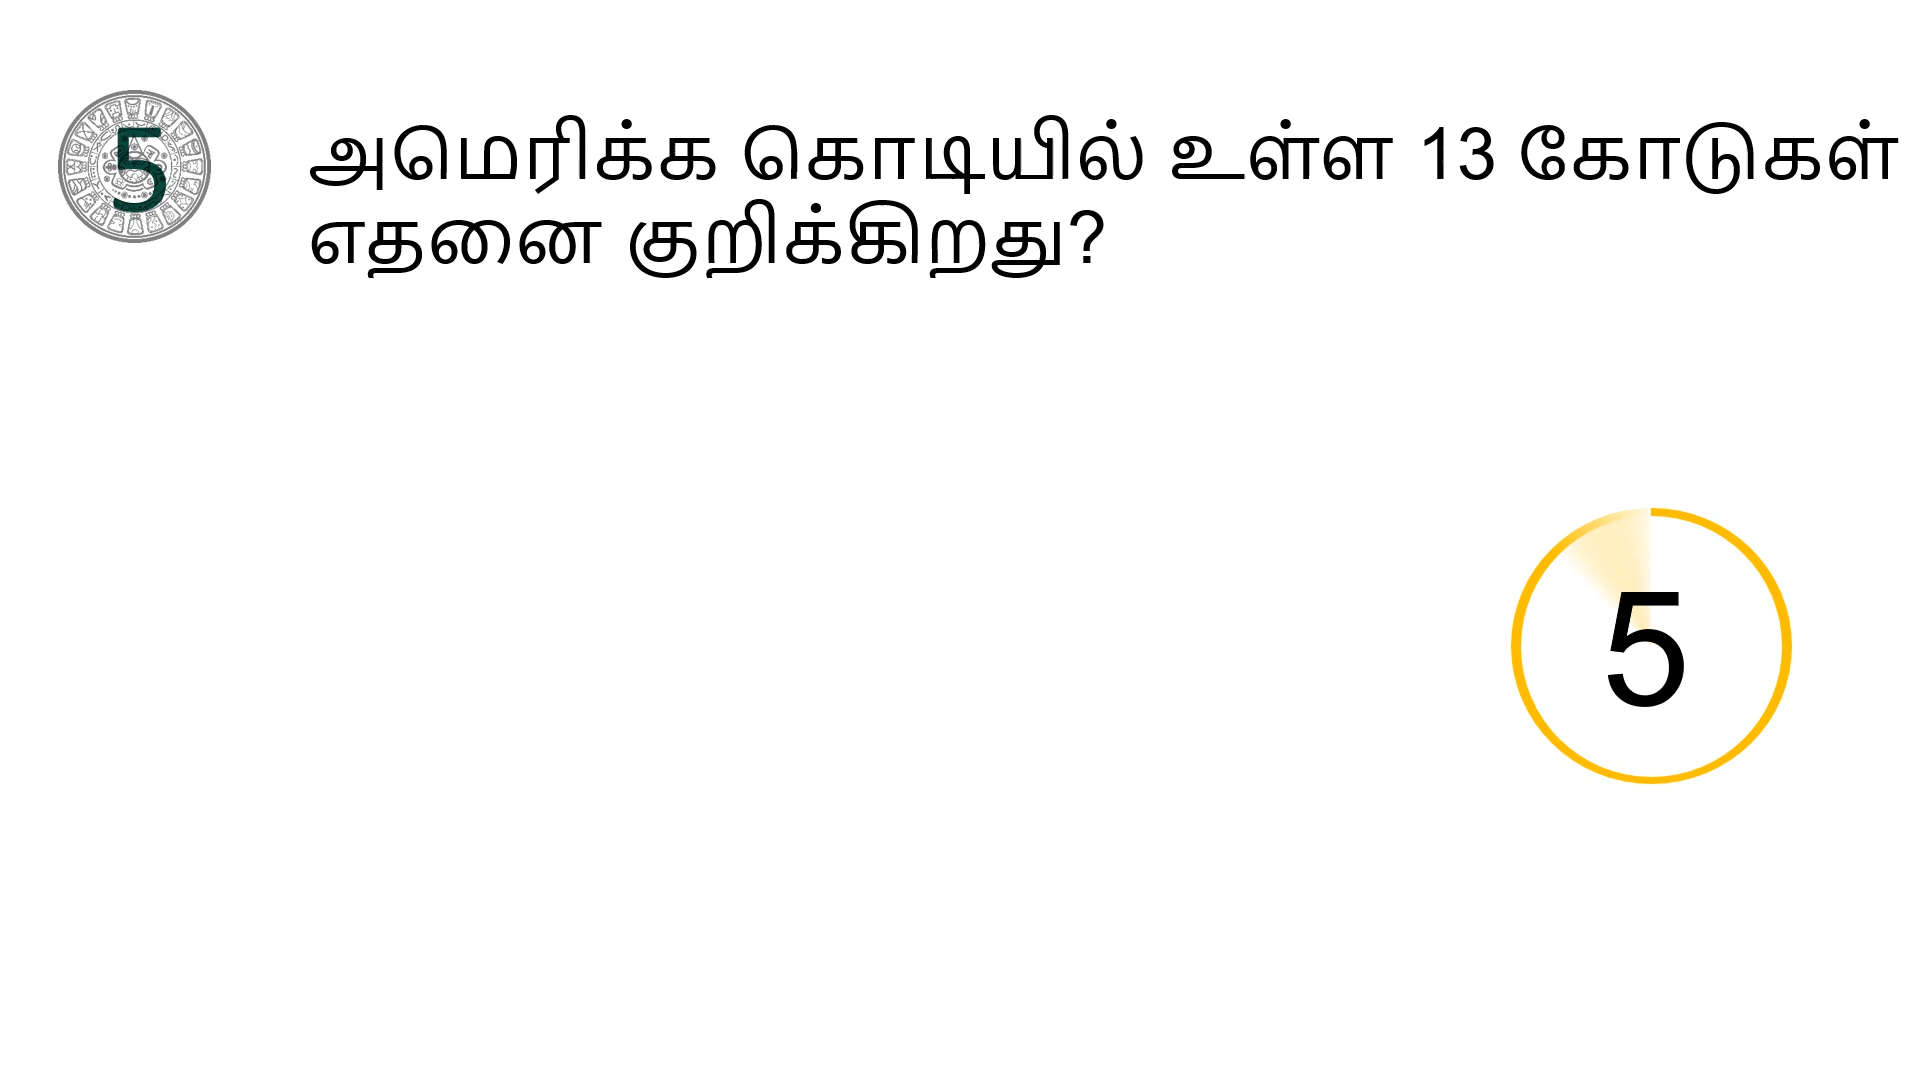 5
அமெரிக்க கொடியில் உள்ள 13 கோடுகள்
எதனை குறிக்கிறது?
5